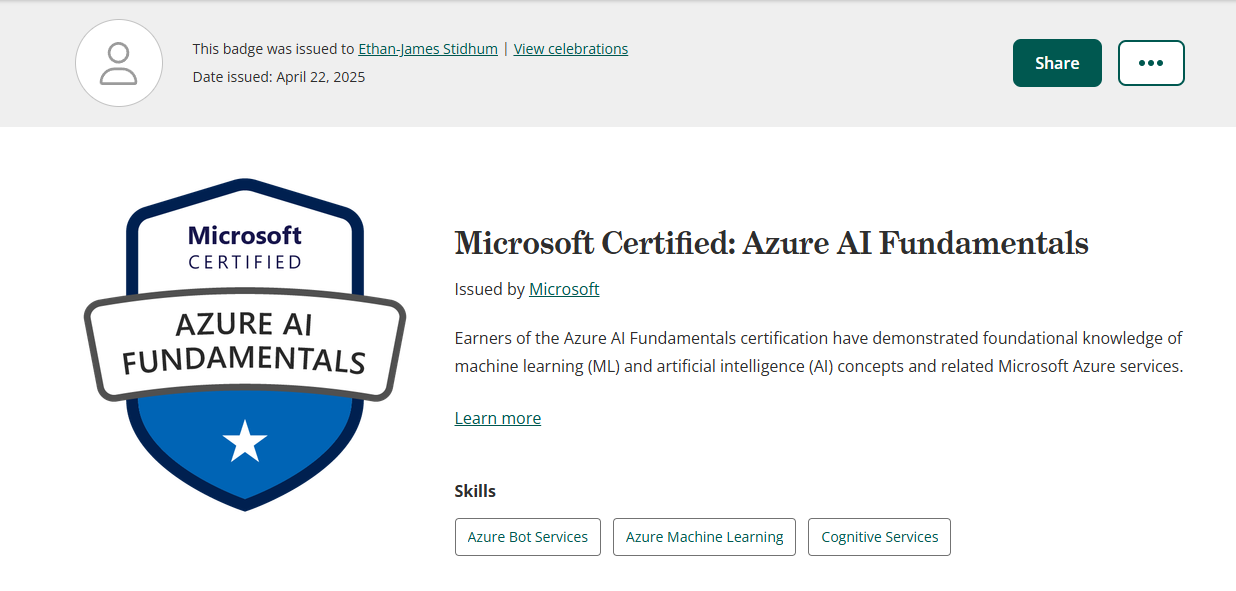 This badge was issued to Ethan-James Stidhum | View celebrations
Date issued: April 22, 2025
Share
Microsoft
CERTIFIED
AZURE AI
FUNDAMENTALS
Microsoft Certified: Azure AI Fundamentals
Issued by Microsoft
Earners of the Azure AI Fundamentals certification have demonstrated foundational knowledge of
machine learning (ML) and artificial intelligence (AI) concepts and related Microsoft Azure services.
Learn more
Skills
Azure Bot Services
Azure Machine Learning
Cognitive Services